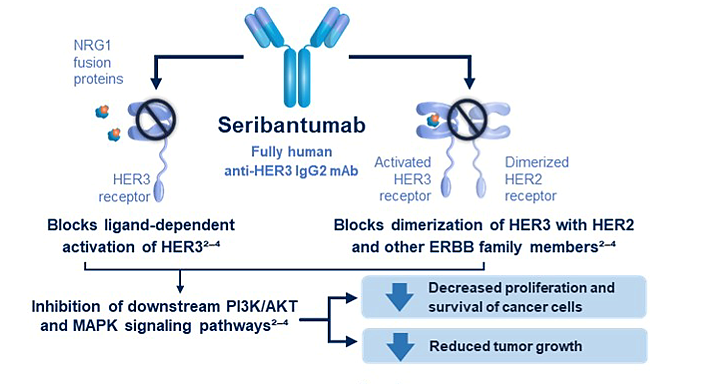 NRG1
fusion
proteins
Seribantumab
Fully human
anti-HER3 IgG2 mAb
HER3
receptor
Activated
HER3
receptor
Dimerized
HER2
receptor
Blocks ligand-dependent
activation of HER3²⁻⁴
Blocks dimerization of HER3 with HER2
and other ERBB family members²⁻⁴
Inhibition of downstream PI3K/AKT
and MAPK signaling pathways²⁻⁴
Decreased proliferation and
survival of cancer cells
Reduced tumor growth